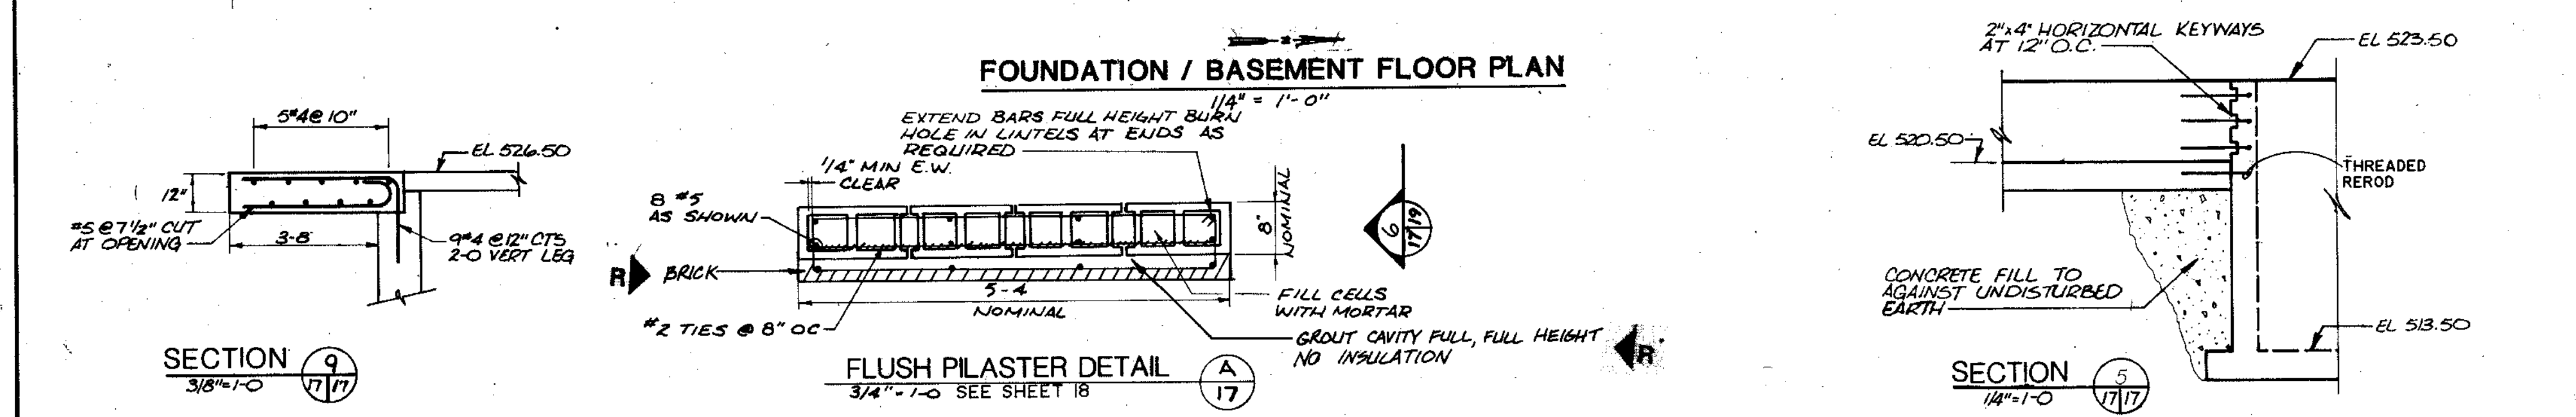 FOUNDATION / BASEMENT FLOOR PLAN
1/4" = 1'-0"
5#4@10"
EL 526.50
12"
#5@7½" CUT
AT OPENING
3-8
9#4@12" CTS
2-0 VERT LEG
SECTION 9
3/8"=1-0
17 17
EXTEND BARS FULL HEIGHT BURN
HOLE IN LINTELS AT ENDS AS
REQUIRED
1/4" MIN E.W.
CLEAR
8 #5
AS SHOWN
8"
NOMINAL
6
17 19
R
BRICK
5-4
NOMINAL
FILL CELLS
WITH MORTAR
#2 TIES @ 8" OC
GROUT CAVITY FULL, FULL HEIGHT
NO INSULATION
R
FLUSH PILASTER DETAIL A
3/4"=1-0 SEE SHEET 18
17
2"x4" HORIZONTAL KEYWAYS
AT 12" O.C.
EL 523.50
EL 520.50
THREADED
REROD
CONCRETE FILL TO
AGAINST UNDISTURBED
EARTH
EL 513.50
SECTION 5
1/4"=1-0
17 17